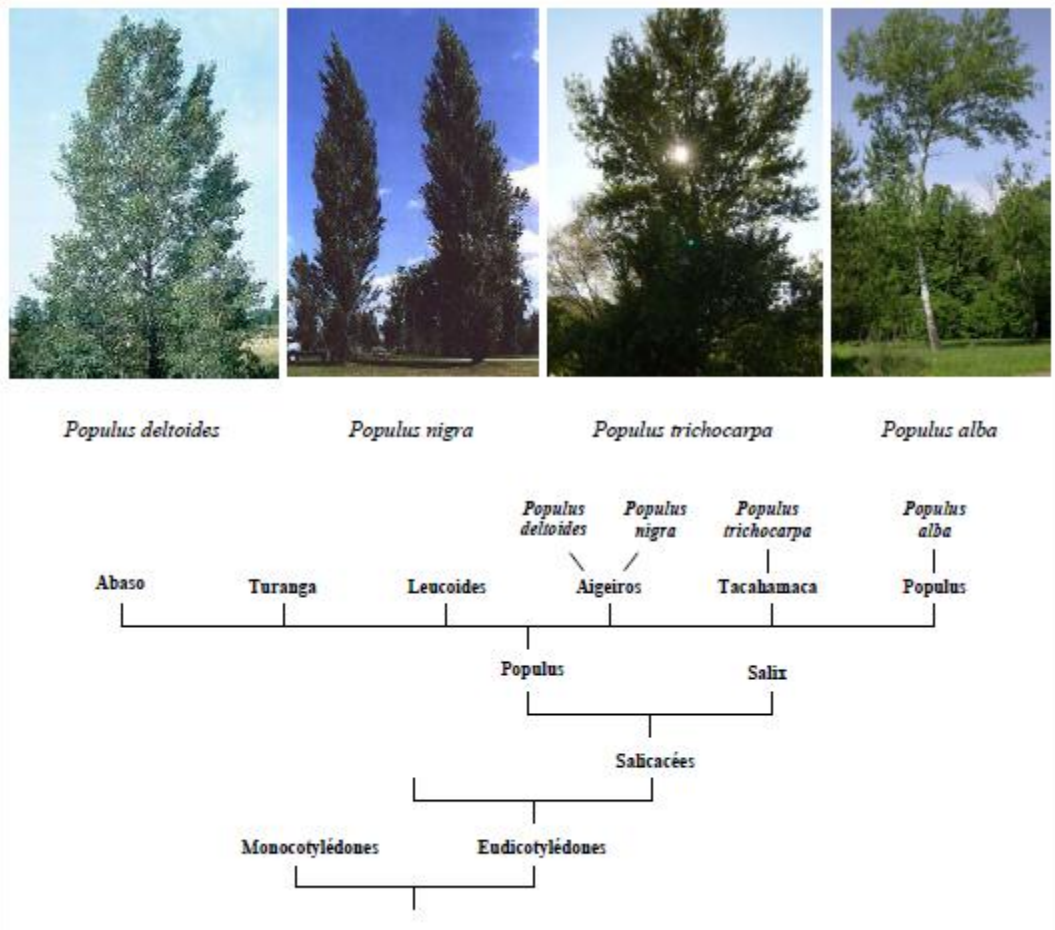 Populus deltoides Populus nigra Populus trichocarpa Populus alba
Populus Populus Populus Populus
deltoides nigra trichocarpa alba
Abaso Turanga Leucoides Aigeiros Tacahamaca Populus
Populus Salix
Salicacées
Monocotylédones Eudicotylédones